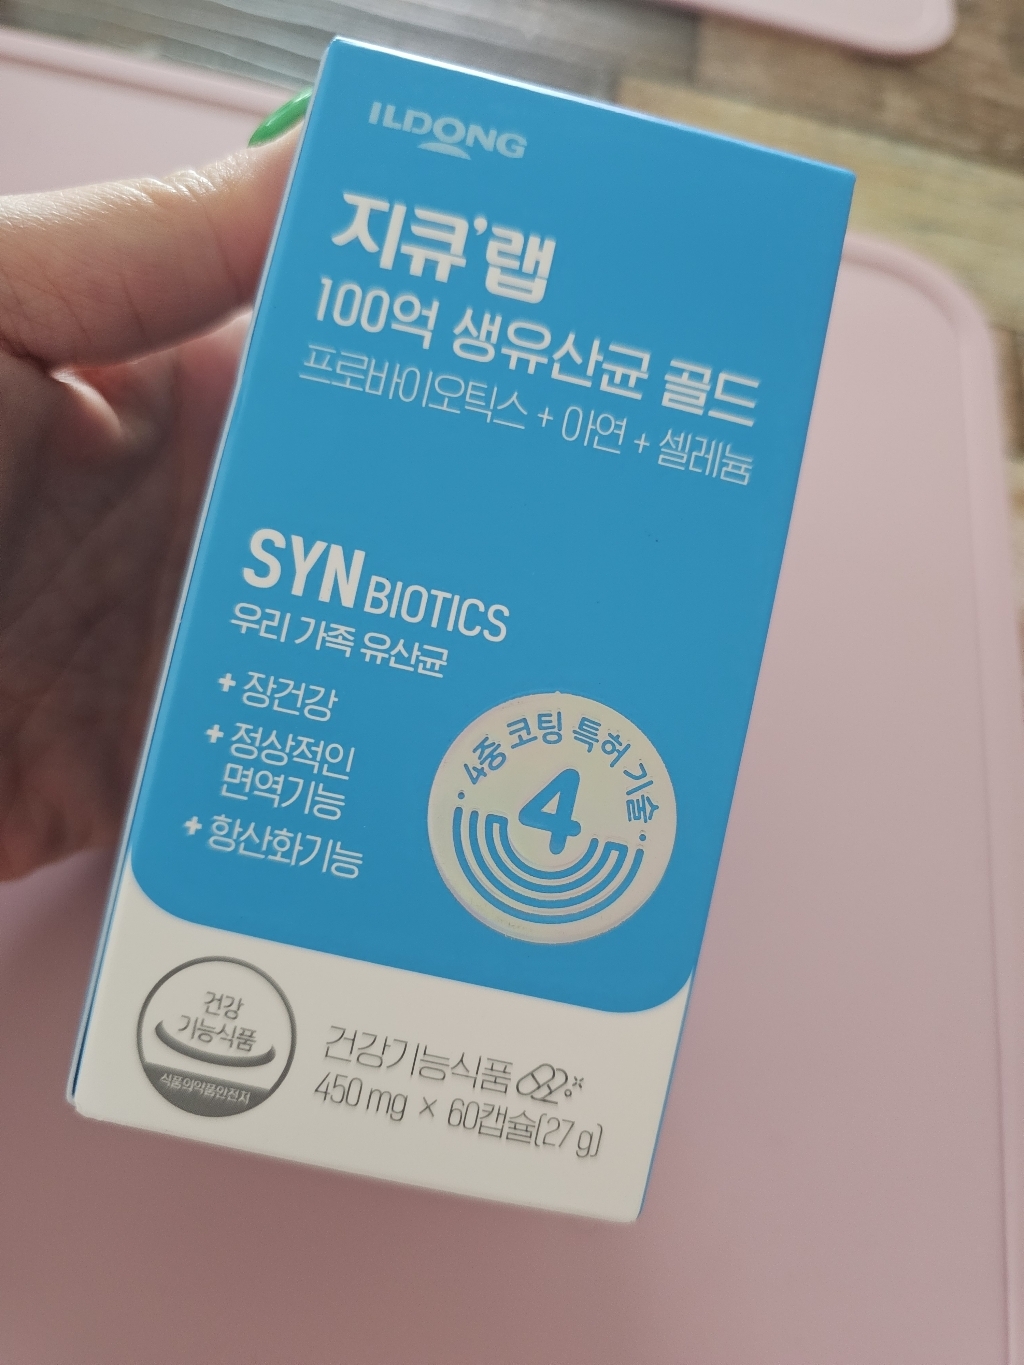 ILDONG
지큐'랩
100억 생유산균 골드
프로바이오틱스 + 아연 + 셀레늄
SYNBIOTICS
우리 가족 유산균
+ 장건강
+ 정상적인
면역기능
+ 항산화기능
4중 코팅 특허 기술
4
건강
기능식품
식품의약품안전처
건강기능식품
450 mg × 60캡슐(27 g)